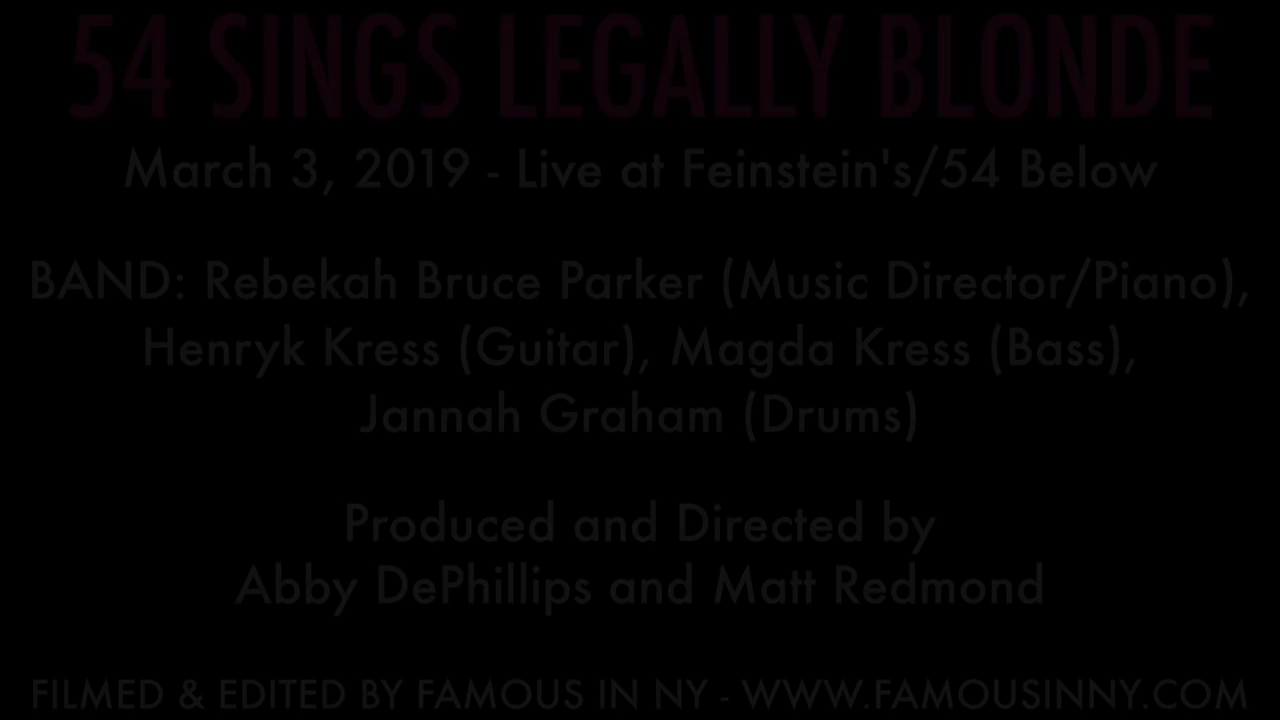 54 SINGS LEGALLY BLONDE
March 3, 2019 - Live at Feinstein's/54 Below
BAND: Rebekah Bruce Parker (Music Director/Piano),
Henryk Kress (Guitar), Magda Kress (Bass),
Jannah Graham (Drums)
Produced and Directed by
Abby DePhillips and Matt Redmond
FILMED & EDITED BY FAMOUS IN NY - WWW.FAMOUSINNY.COM